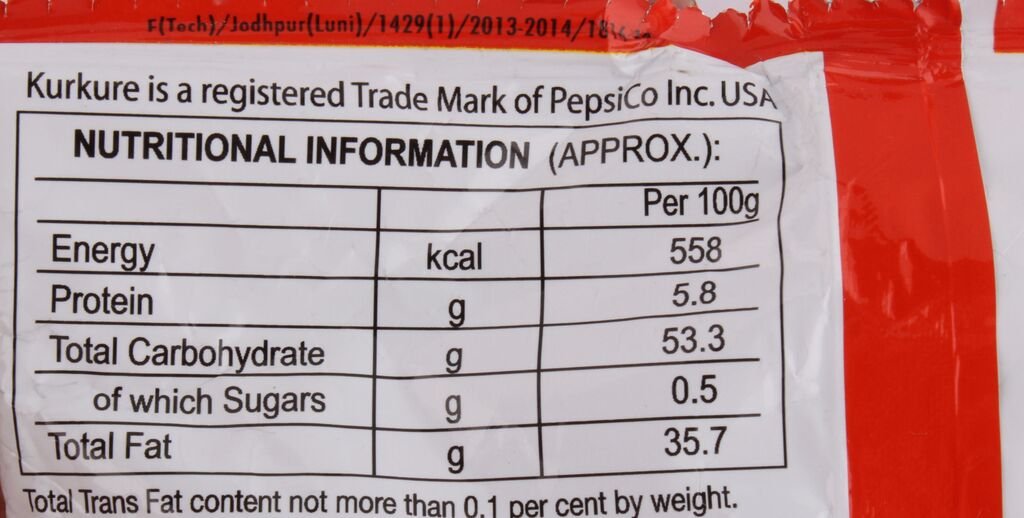 F(Tech)/Jodhpur(Luni)/1429(1)/2013-2014/18
Kurkure is a registered Trade Mark of PepsiCo Inc. USA
NUTRITIONAL INFORMATION (APPROX.):
Per 100g
Energy kcal 558
Protein g 5.8
Total Carbohydrate g 53.3
of which Sugars g 0.5
Total Fat g 35.7
Total Trans Fat content not more than 0.1 per cent by weight.